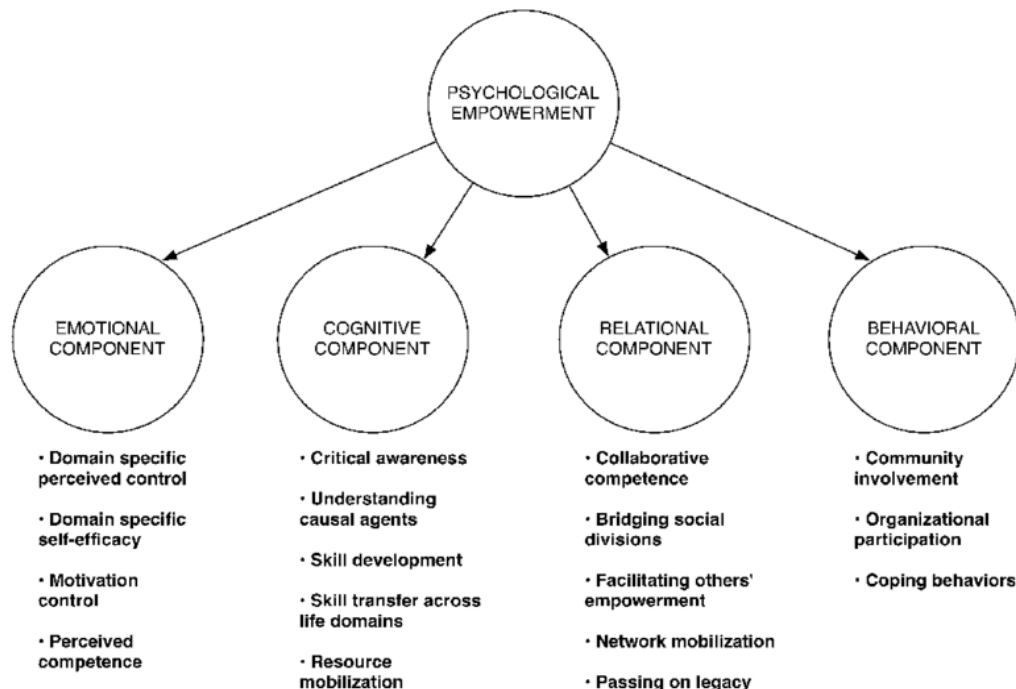 PSYCHOLOGICAL
EMPOWERMENT
EMOTIONAL
COMPONENT
COGNITIVE
COMPONENT
RELATIONAL
COMPONENT
BEHAVIORAL
COMPONENT
• Domain specific
perceived control
• Domain specific
self-efficacy
• Motivation
control
• Perceived
competence
• Critical awareness
• Understanding
causal agents
• Skill development
• Skill transfer across
life domains
• Resource
mobilization
• Collaborative
competence
• Bridging social
divisions
• Facilitating others'
empowerment
• Network mobilization
• Passing on legacy
• Community
involvement
• Organizational
participation
• Coping behaviors